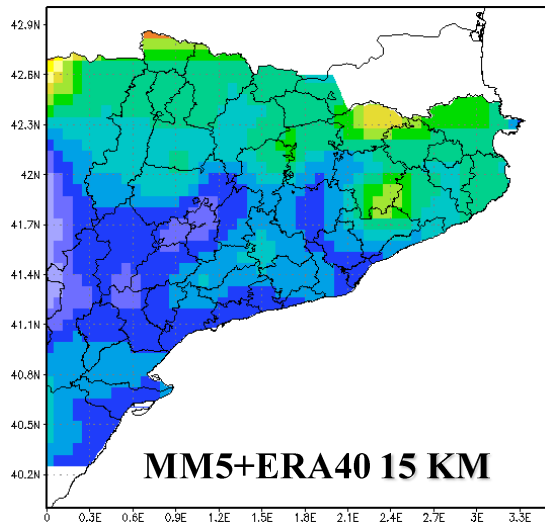 42.9N
42.8N
42.3N
42N
41.7N
41.4N
41.1N
40.8N
40.5N
40.2N
MM5+ERA40 15 KM
0 0.3E 0.6E 0.9E 1.2E 1.5E 1.8E 2.1E 2.4E 2.7E 3E 3.3E